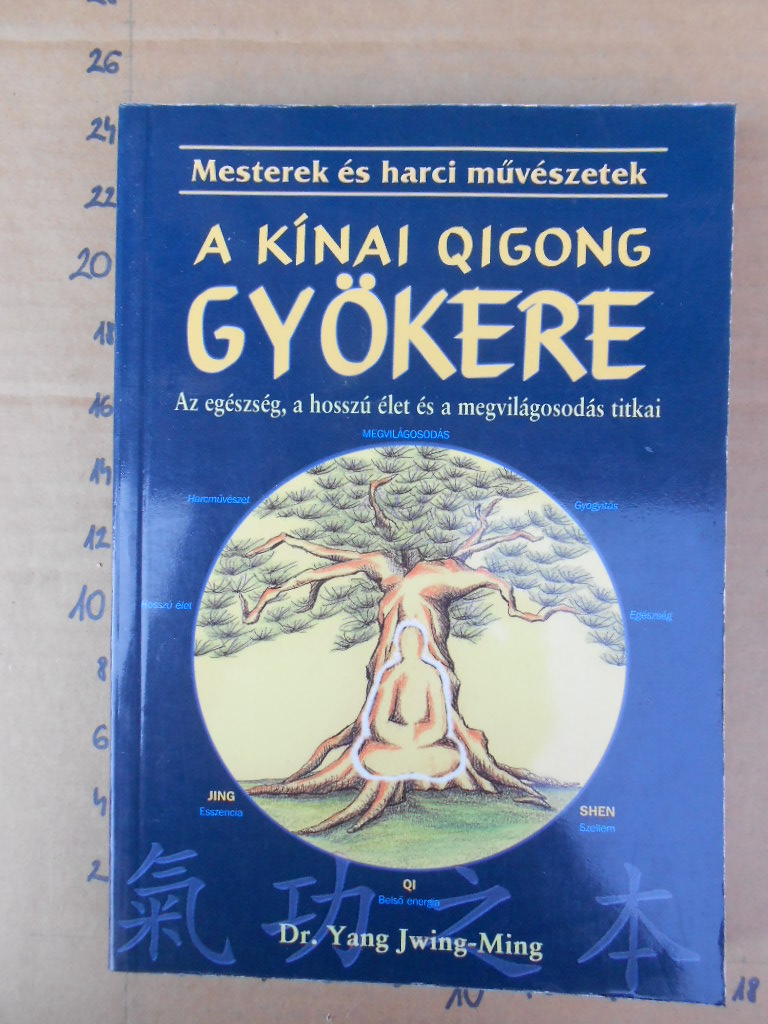 26
24
22
20
18
16
14
12
10
8
6
4
2
Mesterek és harci művészetek
A KÍNAI QIGONG
GYÖKERE
Az egészség, a hosszú élet és a megvilágosodás titkai
MEGVILÁGOSODÁS
Harcművészet
Gyógyítás
Hosszú élet
Egészség
JING
Esszencia
SHEN
Szellem
QI
Belső energia
氣功之本
Dr. Yang Jwing-Ming
10
18